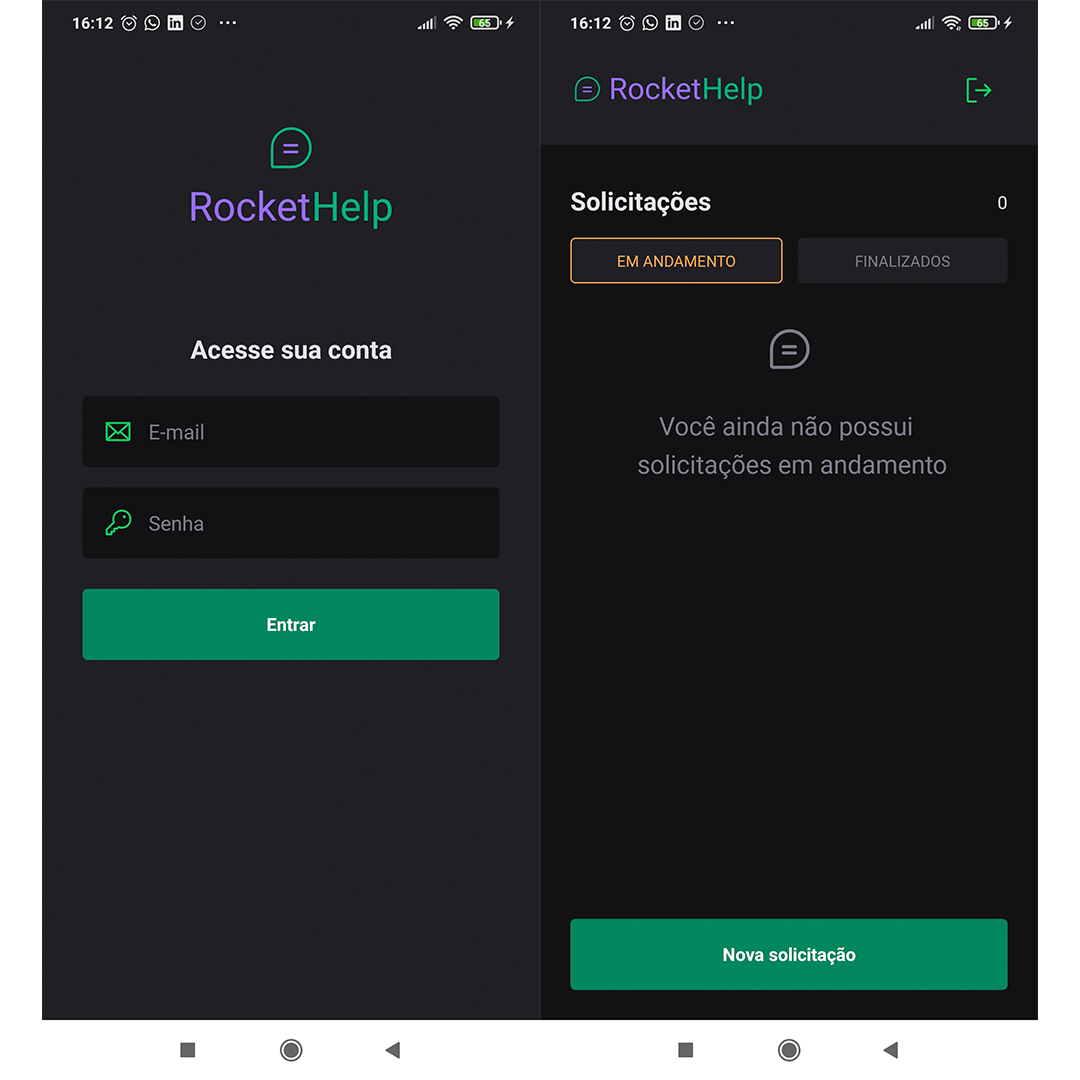 16:12
65
RocketHelp
Acesse sua conta
E-mail
Senha
Entrar
16:12
65
RocketHelp
Solicitações 0
EM ANDAMENTO FINALIZADOS
Você ainda não possui
solicitações em andamento
Nova solicitação